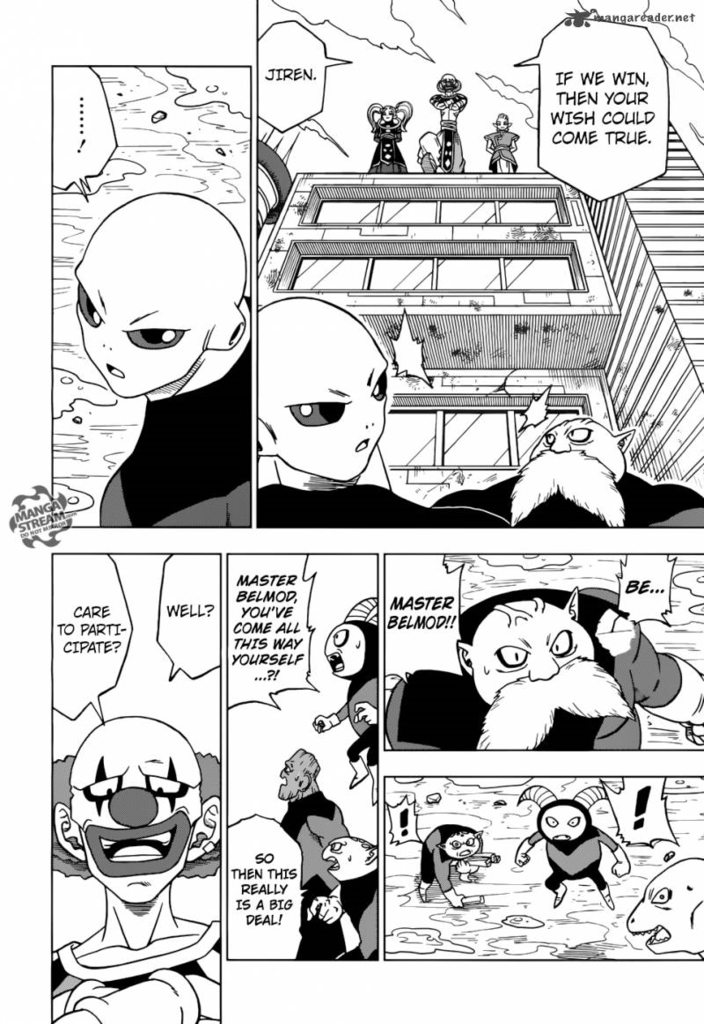 mangareader.net
IF WE WIN,
THEN YOUR
WISH COULD
COME TRUE.
JIREN.
.......
BE...
MASTER
BELMOD!!
MASTER
BELMOD,
YOU'VE
COME ALL
THIS WAY
YOURSELF
...?!
WELL?
CARE
TO PARTI-
CIPATE?
!
!
SO
THEN THIS
REALLY
IS A BIG
DEAL!
MANGA
STREAM.com
DO NOT MIRROR